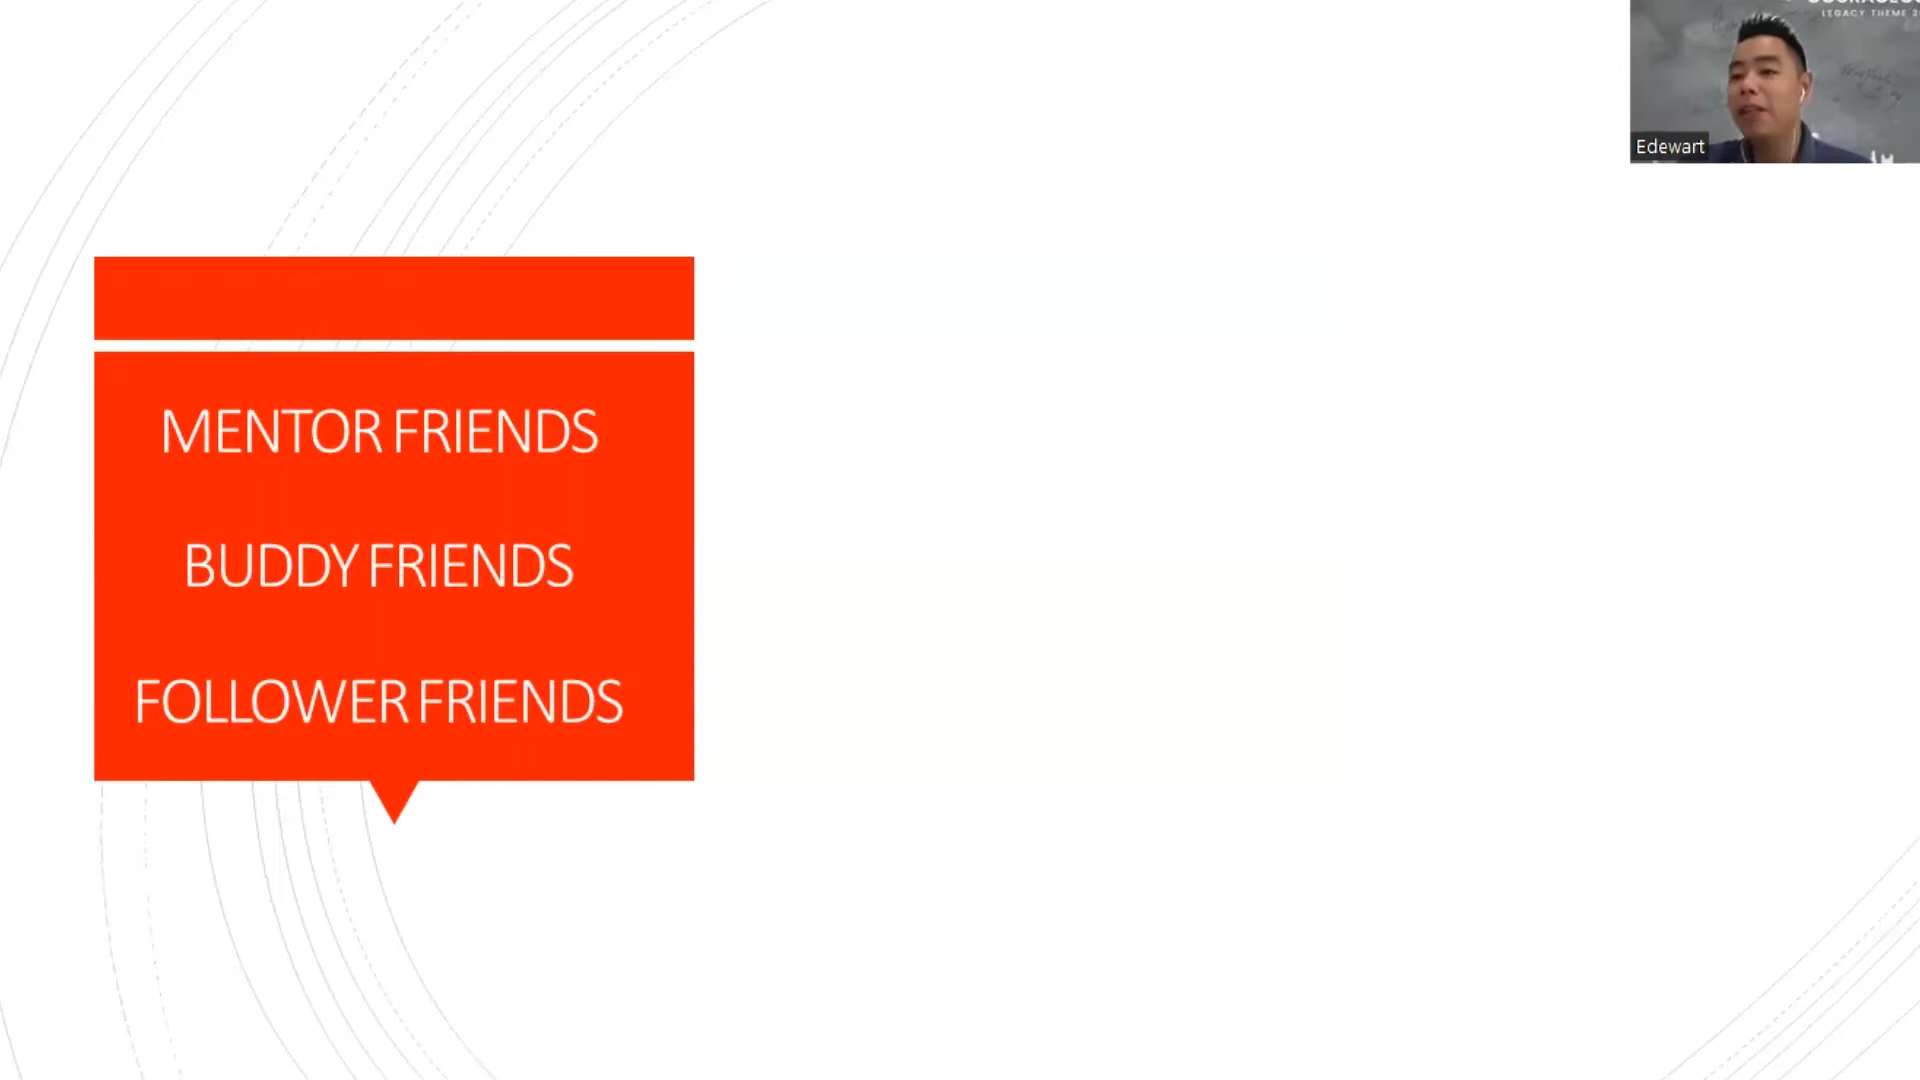 LEGACY THEME
Edewart
MENTOR FRIENDS
BUDDY FRIENDS
FOLLOWER FRIENDS